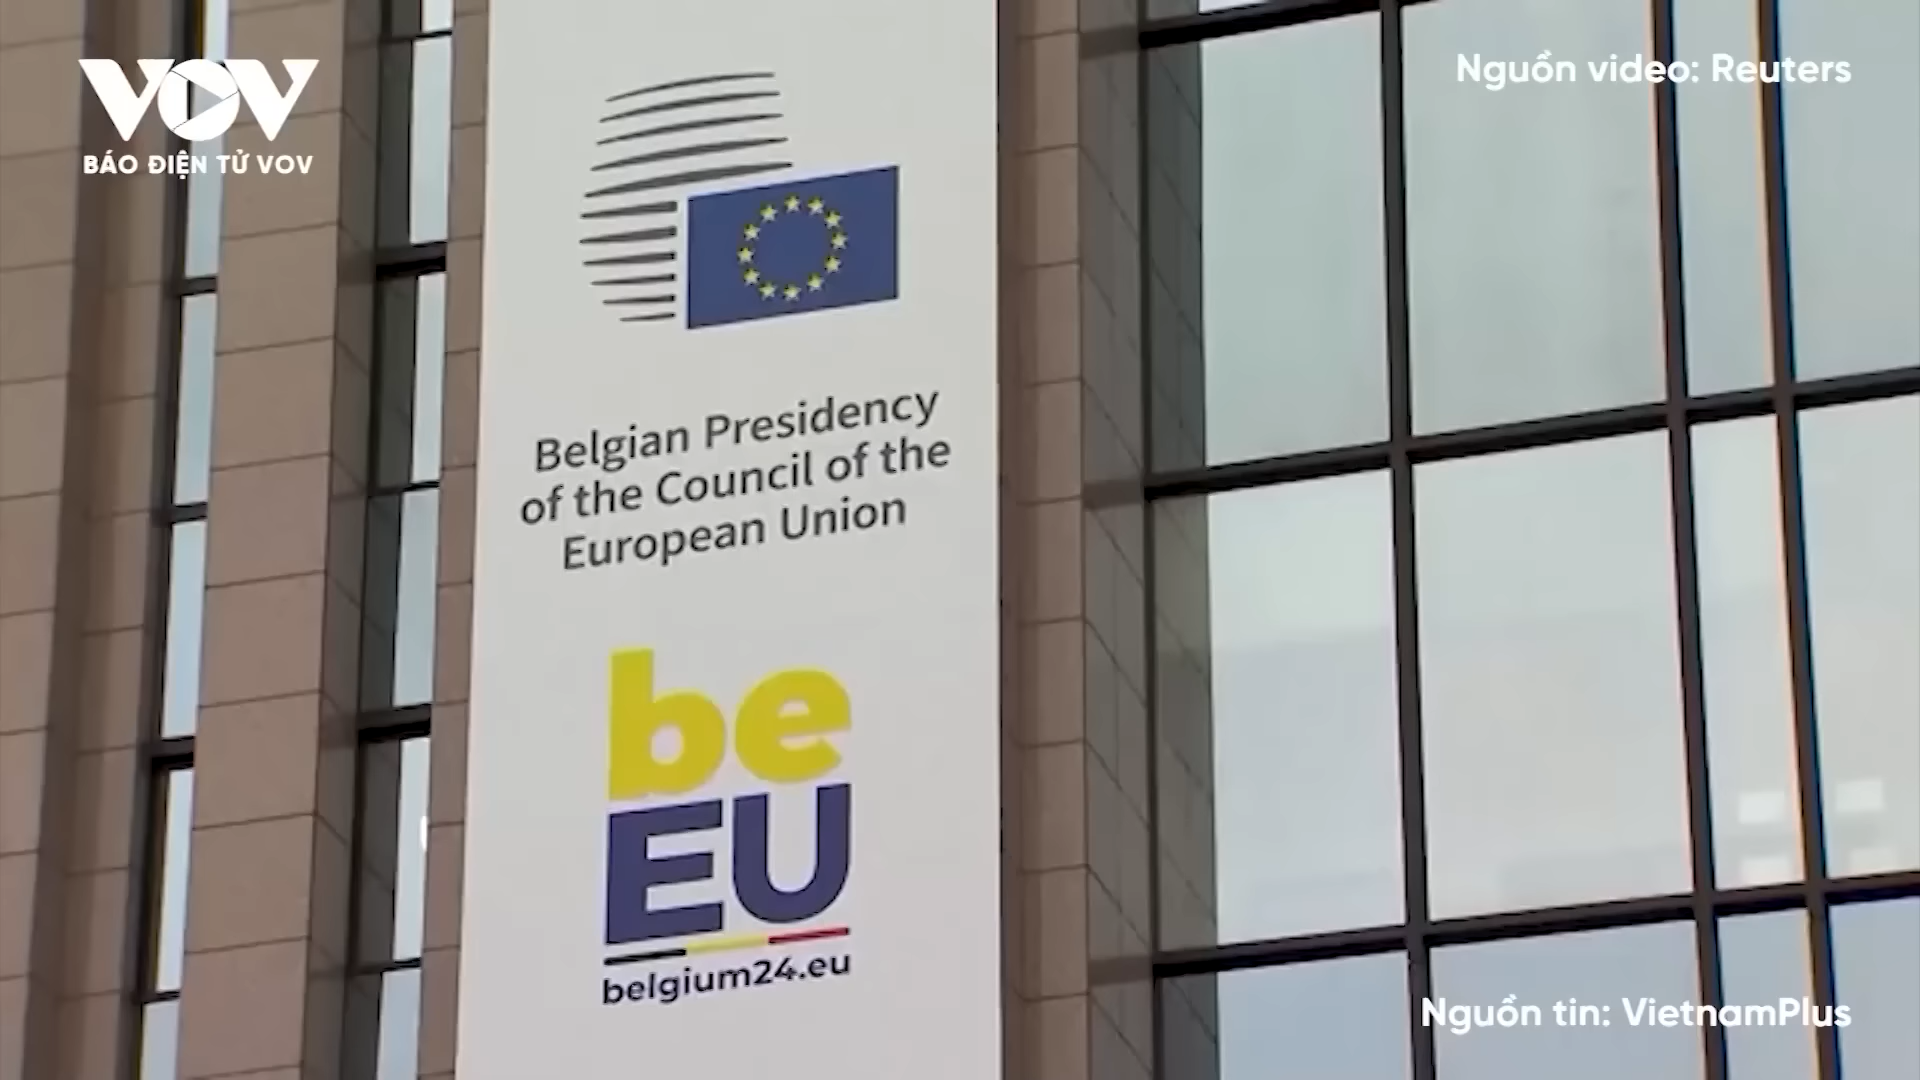 VOV
BÁO ĐIỆN TỬ VOV
Nguồn video: Reuters
Belgian Presidency
of the Council of the
European Union
be
EU
belgium24.eu
Nguồn tin: VietnamPlus